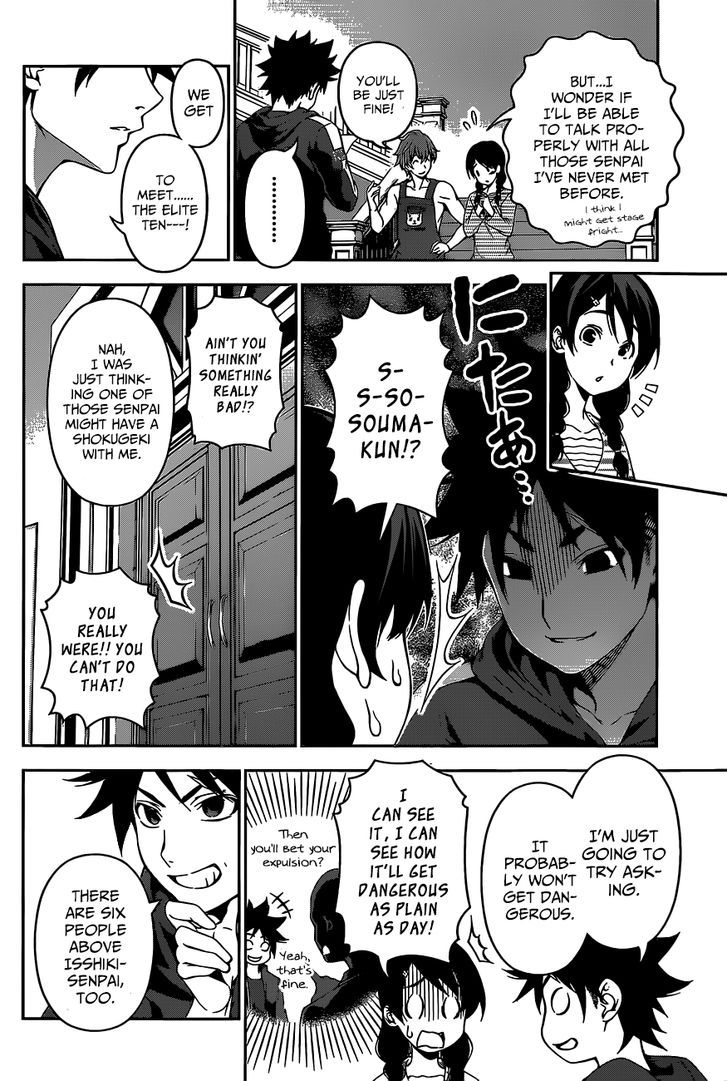 BUT...I
WONDER IF
I'LL BE ABLE
TO TALK PRO-
PERLY WITH ALL
THOSE SENPAI
I'VE NEVER MET
BEFORE.
I think I
might get stage
fright...
YOU'LL
BE JUST
FINE!
.........
WE
GET
TO
MEET......
THE ELITE
TEN---!
にたぁ…
S-
S-SO-
SOUMA-
KUN!?
AIN'T YOU
THINKIN'
SOMETHING
REALLY
BAD!?
NAH,
I WAS
JUST THINK-
ING ONE OF
THOSE SENPAI
MIGHT HAVE A
SHOKUGEKI
WITH ME.
YOU
REALLY
WERE!! YOU
CAN'T DO
THAT!
I'M JUST
GOING TO
TRY ASK-
ING.
IT
PROBAB-
LY WON'T
GET DAN-
GEROUS.
I
CAN SEE
IT, I CAN
SEE HOW
IT'LL GET
DANGEROUS
AS PLAIN
AS DAY!
Then
you'll bet your
expulsion?
Yeah,
that's
fine.
THERE
ARE SIX
PEOPLE
ABOVE
ISSHIKI-
SENPAI,
TOO.